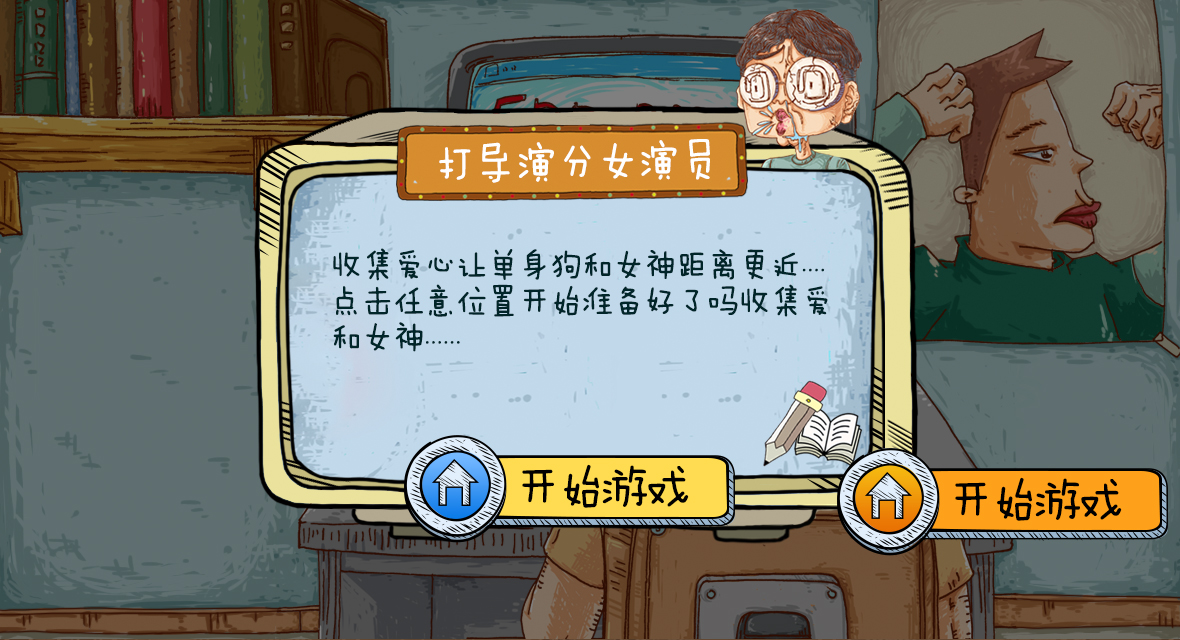 打导演分女演员
收集爱心让单身狗和女神距离更近....
点击任意位置开始准备好了吗收集爱
和女神......
开始游戏
开始游戏